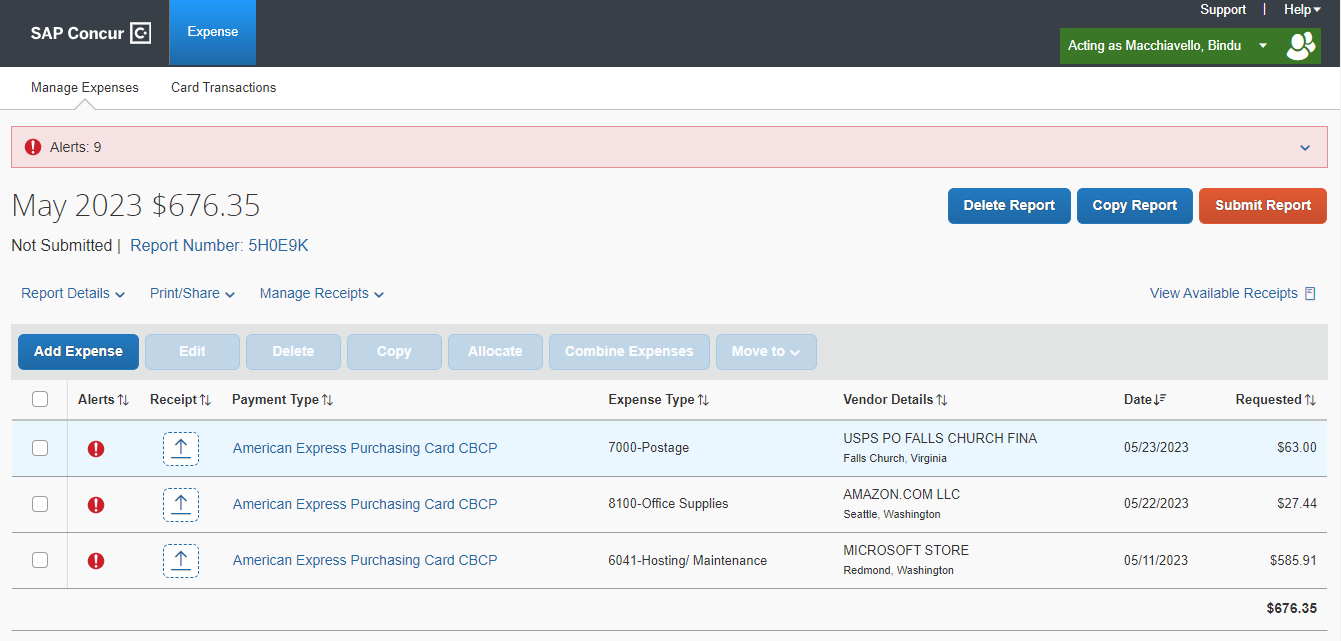 Support | Help
SAP Concur C Expense
Acting as Macchiavello, Bindu
Manage Expenses Card Transactions
Alerts: 9
May 2023 $676.35
Delete Report Copy Report Submit Report
Not Submitted | Report Number: 5H0E9K
Report Details Print/Share Manage Receipts View Available Receipts
Add Expense Edit Delete Copy Allocate Combine Expenses Move to
Alerts Receipt Payment Type Expense Type Vendor Details Date Requested
American Express Purchasing Card CBCP 7000-Postage USPS PO FALLS CHURCH FINA 05/23/2023 $63.00
Falls Church, Virginia
American Express Purchasing Card CBCP 8100-Office Supplies AMAZON.COM LLC 05/22/2023 $27.44
Seattle, Washington
American Express Purchasing Card CBCP 6041-Hosting/ Maintenance MICROSOFT STORE 05/11/2023 $585.91
Redmond, Washington
$676.35